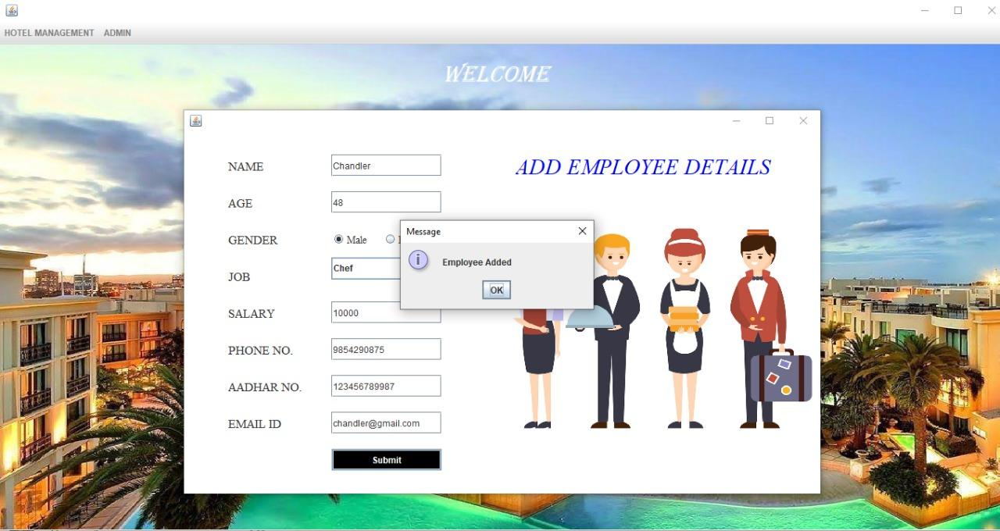 HOTEL MANAGEMENT ADMIN
WELCOME
ADD EMPLOYEE DETAILS
NAME Chandler
AGE 48
GENDER Male
JOB Chef
SALARY 10000
PHONE NO. 9854290875
AADHAR NO. 123456789987
EMAIL ID chandler@gmail.com
Submit
Message
Employee Added
OK